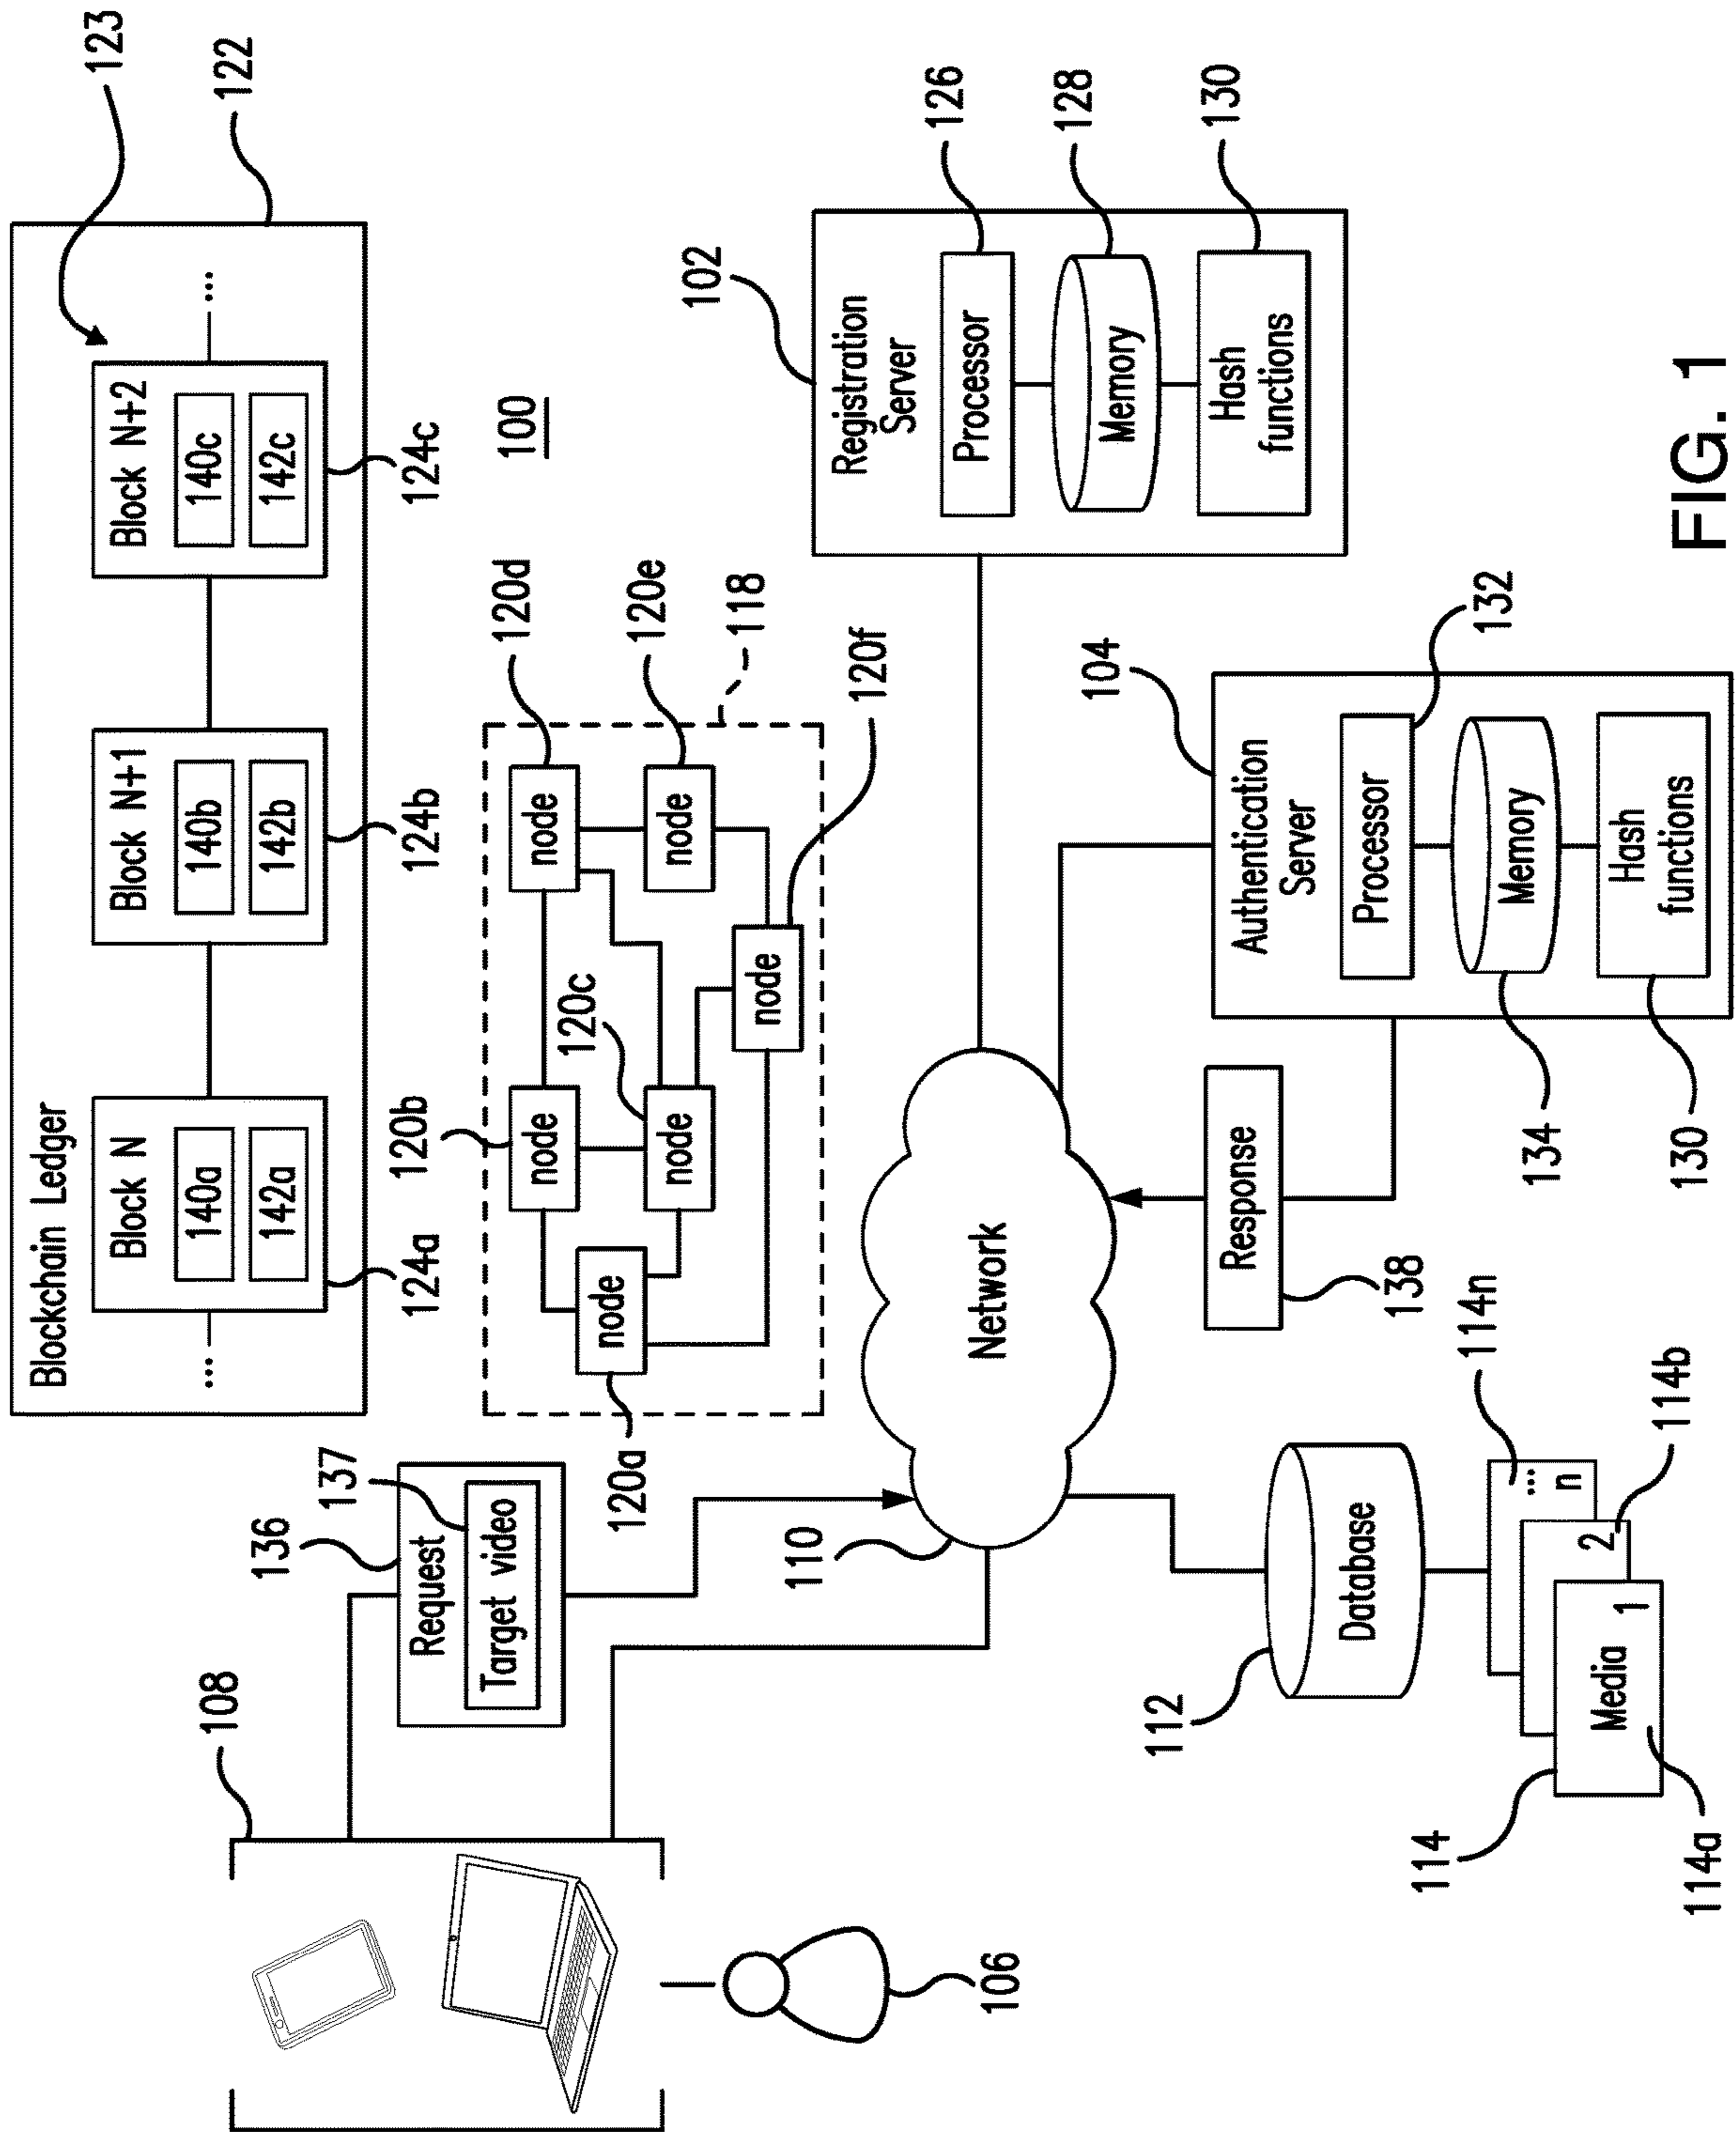 123
122
Blockchain Ledger
Block N
140a
142a
124a
Block N+1
140b
142b
124b
Block N+2
140c
142c
124c
...
...
100
108
136
Request
137
Target video
120a
node
120b
node
120c
node
120d
node
120e
node
120f
node
118
106
110
Network
102
Registration
Server
Processor
126
Memory
128
Hash
functions
130
104
Authentication
Server
Processor
132
Memory
134
Hash
functions
130
Response
138
112
Database
114
114a
Media 1
2
114b
...
n
114n
FIG. 1